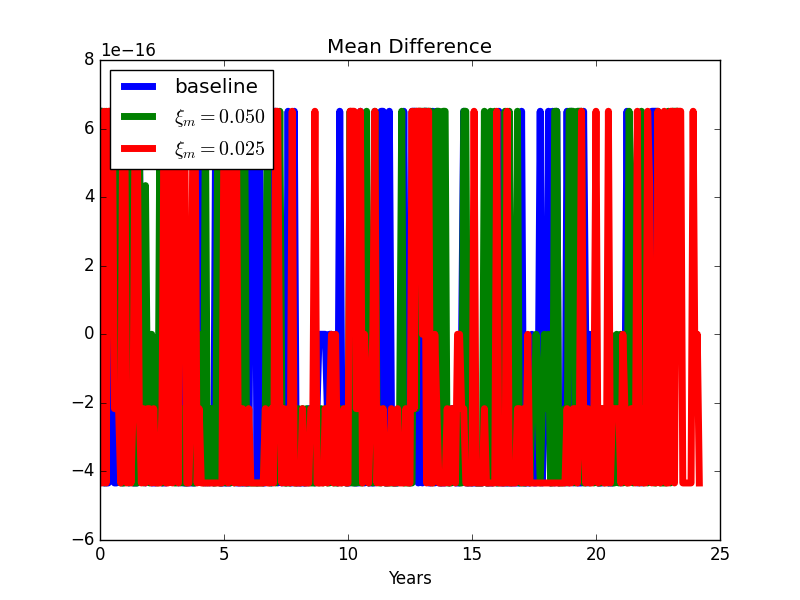 Mean Difference
1e−16
8
6
4
2
0
−2
−4
−6
baseline
ξₘ = 0.050
ξₘ = 0.025
0 5 10 15 20 25
Years